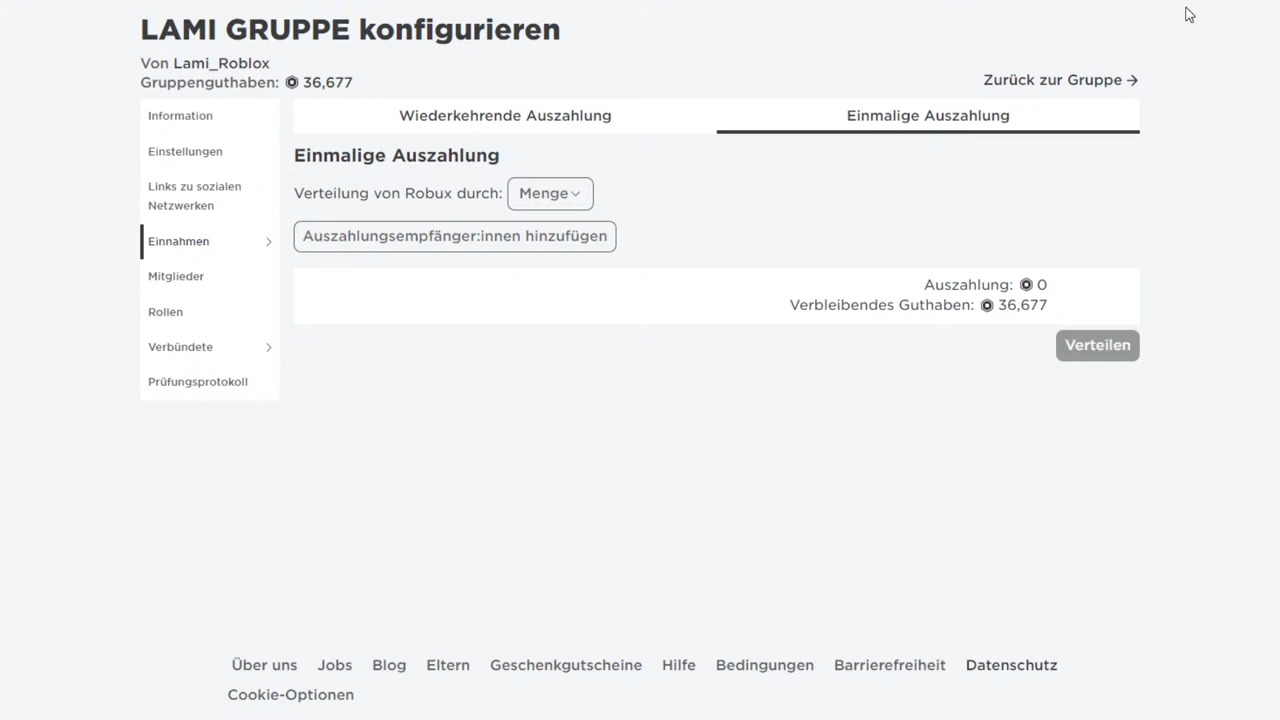 LAMI GRUPPE konfigurieren
Von Lami_Roblox
Gruppenguthaben: 36,677
Zurück zur Gruppe →
Information
Einstellungen
Links zu sozialen
Netzwerken
Einnahmen
Mitglieder
Rollen
Verbündete
Prüfungsprotokoll
Wiederkehrende Auszahlung
Einmalige Auszahlung
Einmalige Auszahlung
Verteilung von Robux durch: Menge
Auszahlungsempfänger:innen hinzufügen
Auszahlung: 0
Verbleibendes Guthaben: 36,677
Verteilen
Über uns Jobs Blog Eltern Geschenkgutscheine Hilfe Bedingungen Barrierefreiheit Datenschutz
Cookie-Optionen